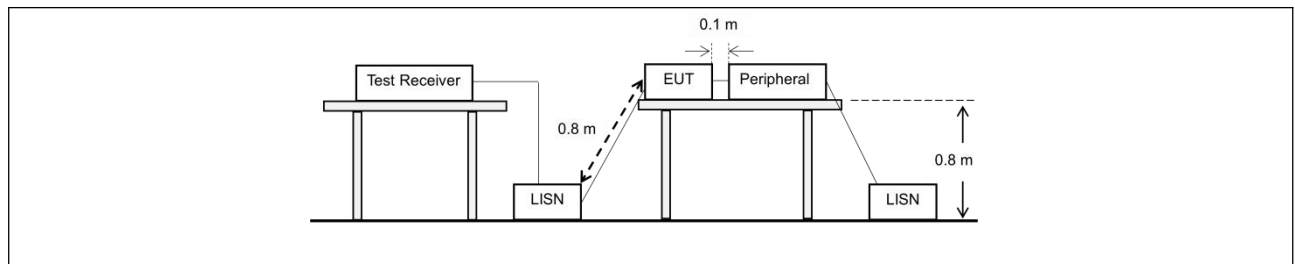 0.1 m
Test Receiver
EUT
Peripheral
0.8 m
0.8 m
LISN
LISN